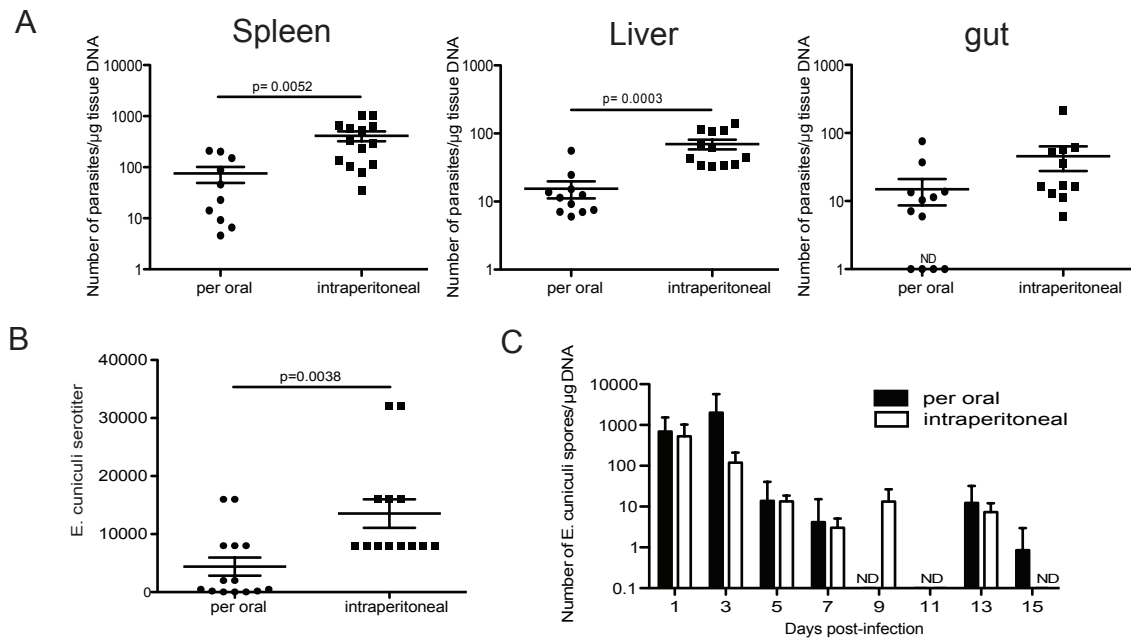 A
Spleen
Number of parasites/µg tissue DNA
10000
1000
100
10
1
p= 0.0052
per oral
intraperitoneal
Liver
Number of parasites/µg tissue DNA
1000
100
10
1
p= 0.0003
per oral
intraperitoneal
gut
Number of parasites/µg tissue DNA
1000
100
10
1
ND
per oral
intraperitoneal
B
E. cuniculi serotiter
40000
30000
20000
10000
0
p=0.0038
per oral
intraperitoneal
C
Number of E. cuniculi spores/µg DNA
10000
1000
100
10
1
0.1
per oral
intraperitoneal
ND
ND
ND
1 3 5 7 9 11 13 15
Days post-infection